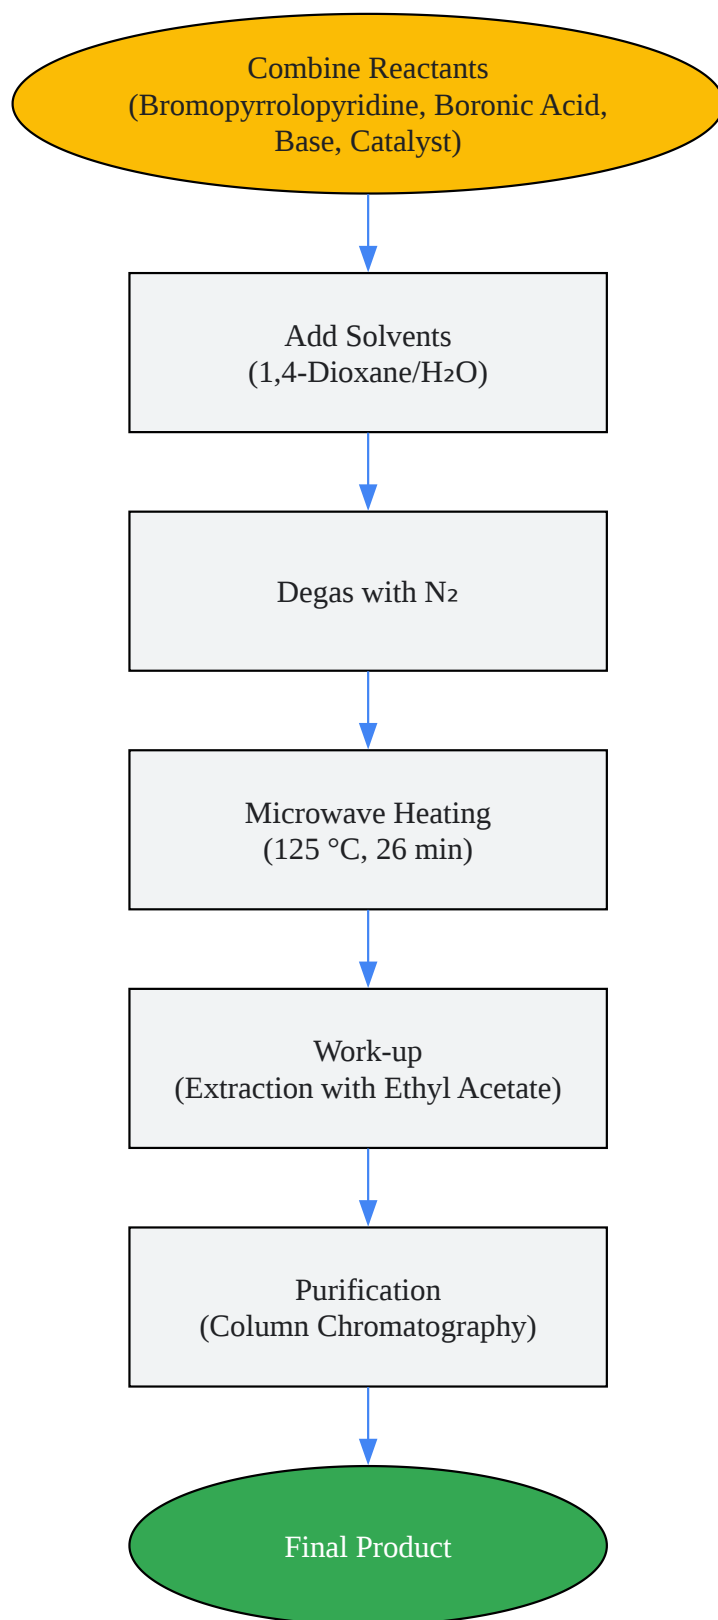 Combine Reactants
(Bromopyrrolopyridine, Boronic Acid,
Base, Catalyst)
Add Solvents
(1,4-Dioxane/H₂O)
Degas with N₂
Microwave Heating
(125 °C, 26 min)
Work-up
(Extraction with Ethyl Acetate)
Purification
(Column Chromatography)
Final Product